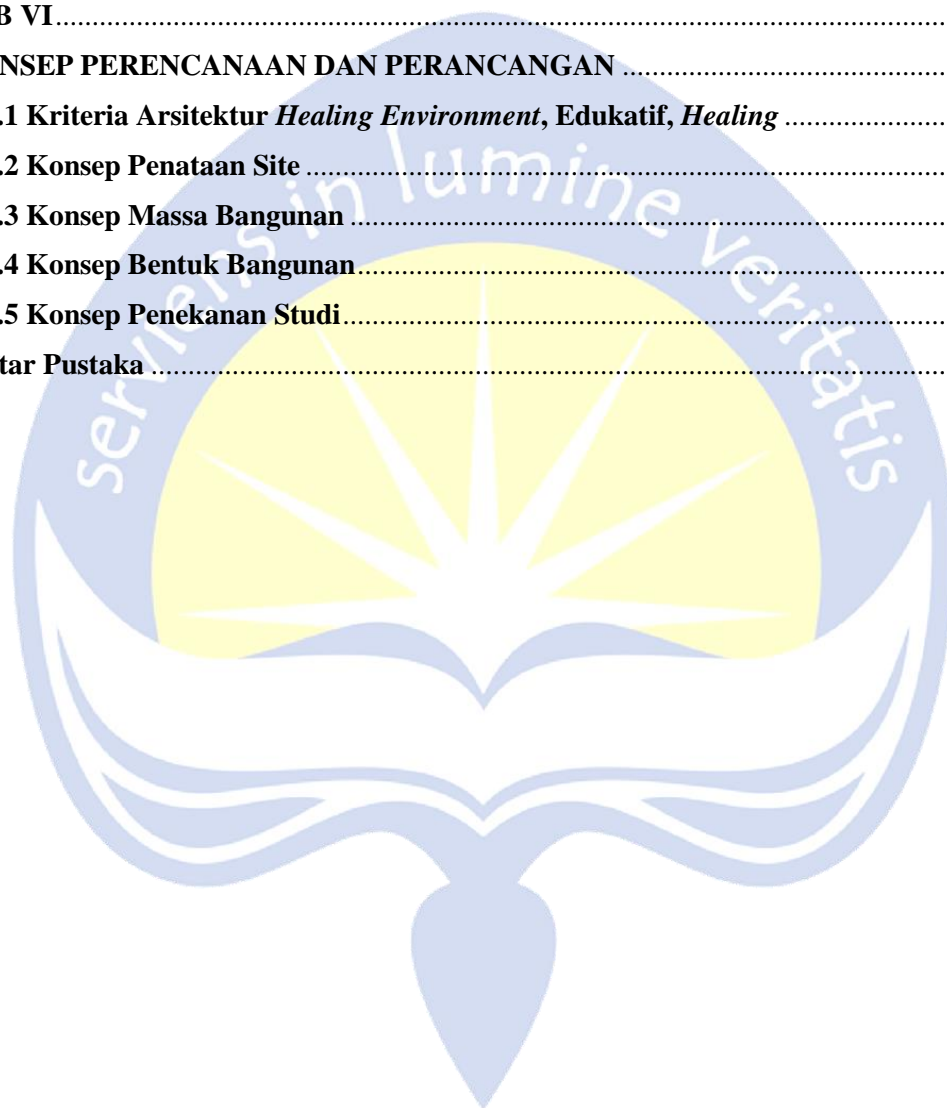 B VI
NSEP PERENCANAAN DAN PERANCANGAN
.1 Kriteria Arsitektur Healing Environment, Edukatif, Healing
.2 Konsep Penataan Site
.3 Konsep Massa Bangunan
.4 Konsep Bentuk Bangunan
.5 Konsep Penekanan Studi
tar Pustaka
serviens in lumine veritatis